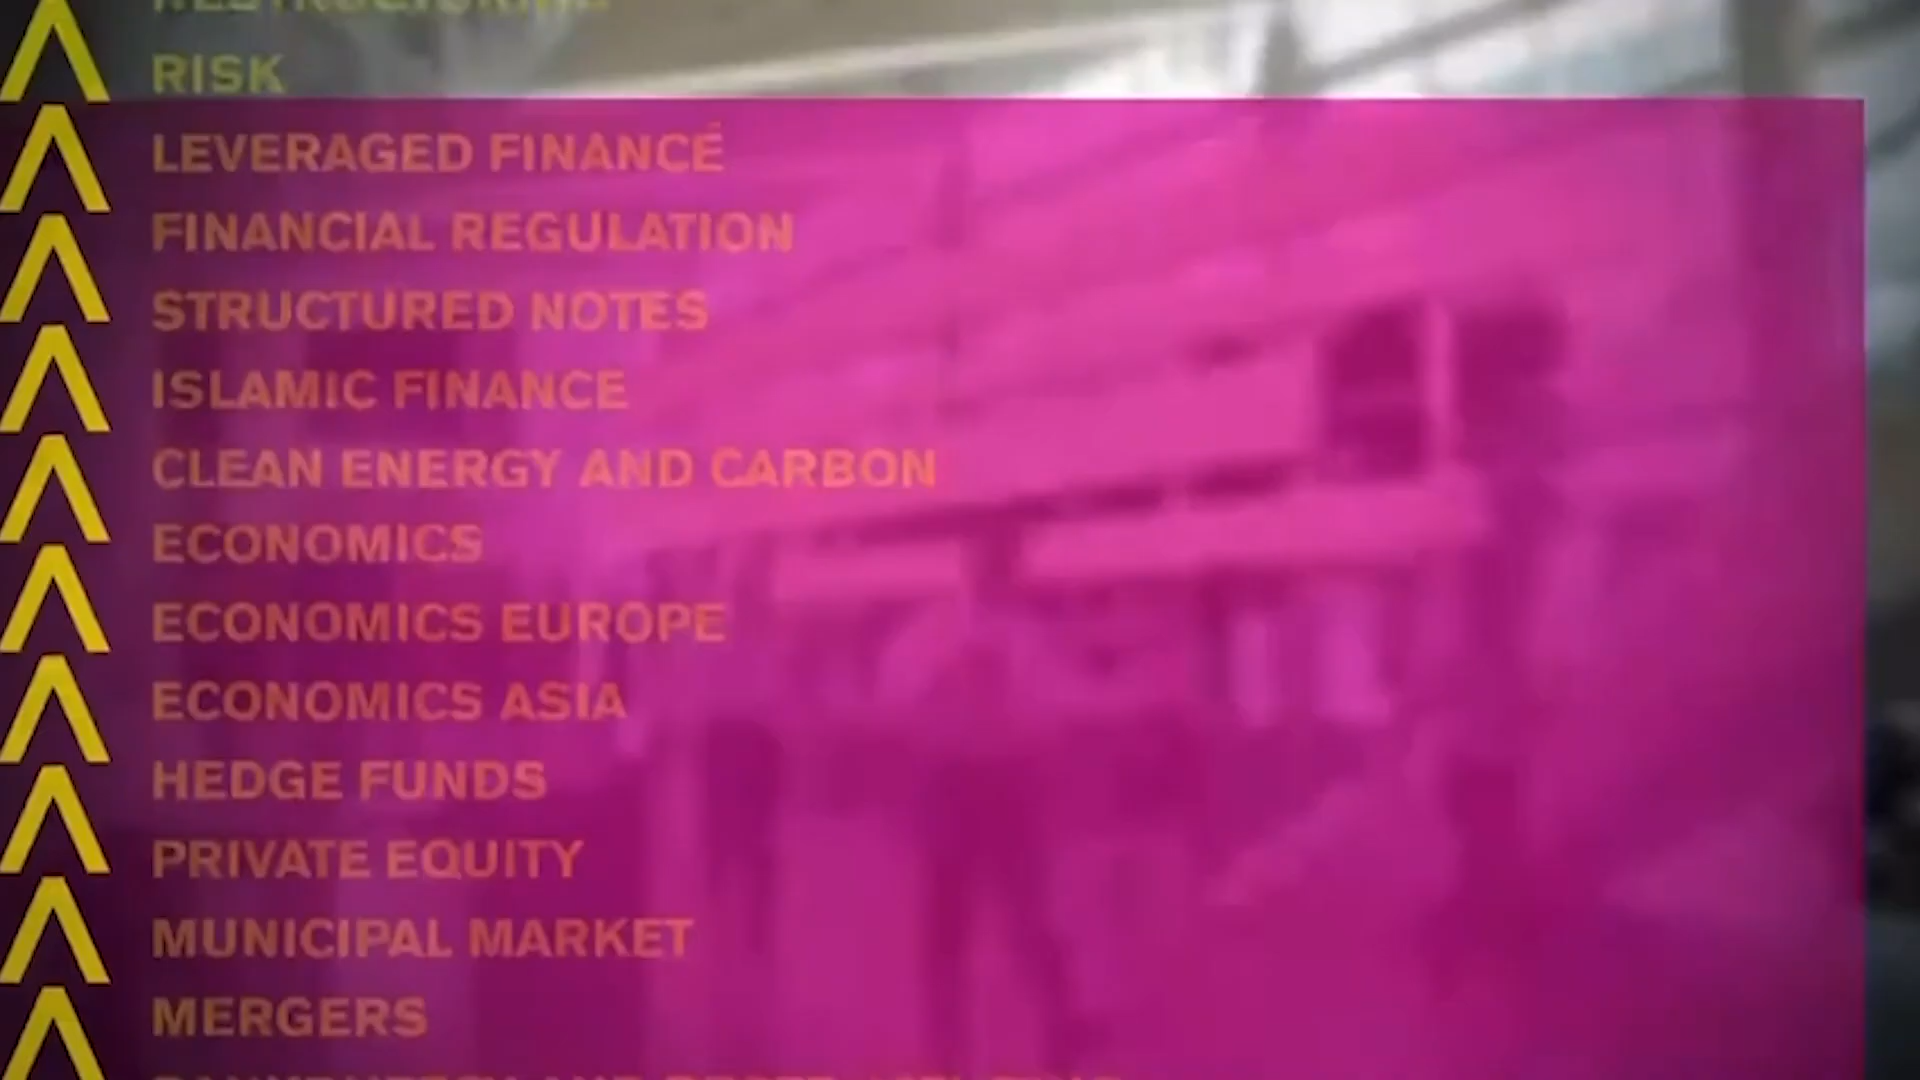 RISK
LEVERAGED FINANCE
FINANCIAL REGULATION
STRUCTURED NOTES
ISLAMIC FINANCE
CLEAN ENERGY AND CARBON
ECONOMICS
ECONOMICS EUROPE
ECONOMICS ASIA
HEDGE FUNDS
PRIVATE EQUITY
MUNICIPAL MARKET
MERGERS